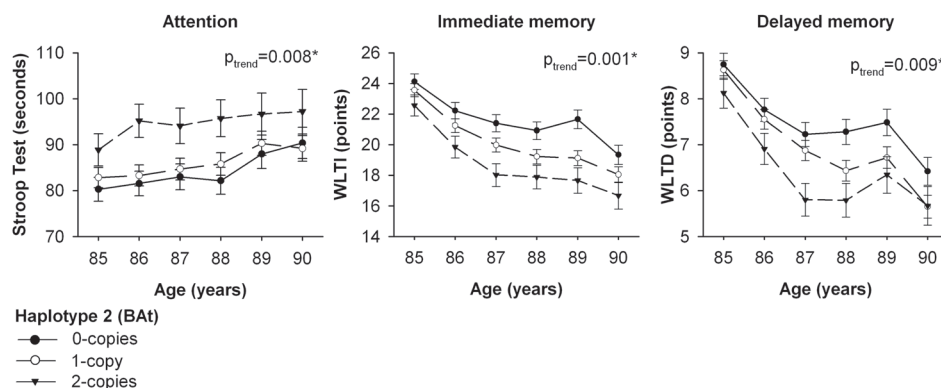 Attention
Immediate memory
Delayed memory
Stroop Test (seconds)
110
100
90
80
70
p_trend=0.008*
85 86 87 88 89 90
Age (years)
WLTI (points)
26
24
22
20
18
16
14
p_trend=0.001*
85 86 87 88 89 90
Age (years)
WLTD (points)
9
8
7
6
5
p_trend=0.009*
85 86 87 88 89 90
Age (years)
Haplotype 2 (BAt)
0-copies
1-copy
2-copies